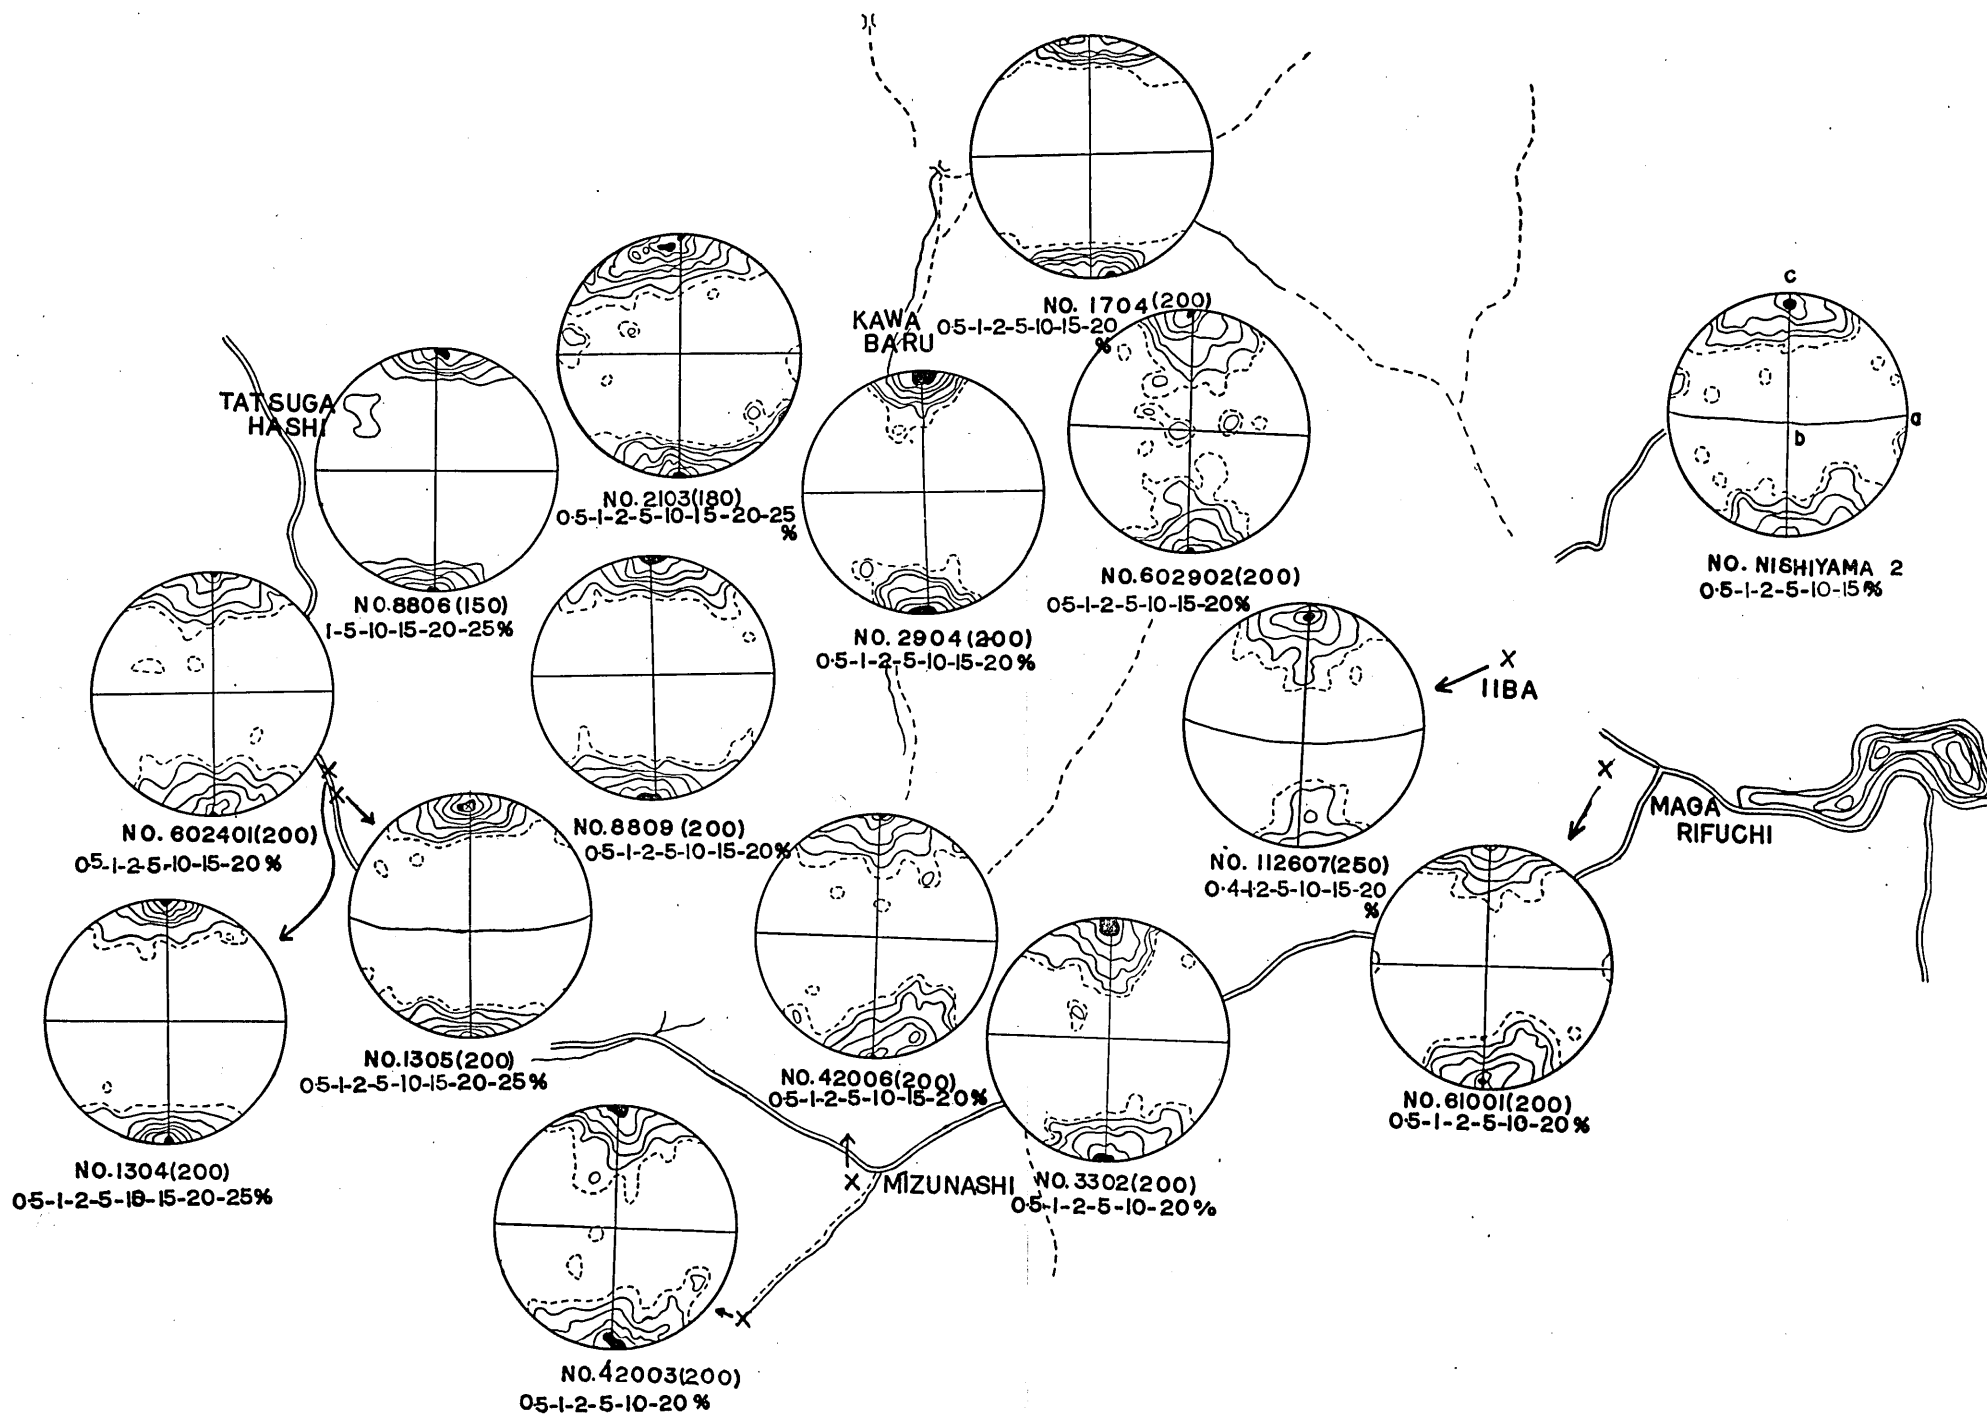 NO. 1704(200)
0·5-1-2-5-10-15-20
%
KAWA
BARU
c
a
b
NO. NISHIYAMA 2
0·5-1-2-5-10-15%
TATSUGA
HASHI
NO.2103(180)
0·5-1-2-5-10-15-20-25
%
NO.602902(200)
0·5-1-2-5-10-15-20%
NO.8806(150)
1-5-10-15-20-25%
NO. 2904(200)
0·5-1-2-5-10-15-20%
X
IIBA
X
MAGA
RIFUCHI
X
X
NO. 602401(200)
0·5-1-2-5-10-15-20%
NO.8809(200)
0·5-1-2-5-10-15-20%
NO. 112607(250)
0·4-1-2-5-10-15-20
%
NO.1305(200)
0·5-1-2-5-10-15-20-25%
NO.42006(200)
0·5-1-2-5-10-15-20%
NO.61001(200)
0·5-1-2-5-10-20%
NO.1304(200)
0·5-1-2-5-10-15-20-25%
X MIZUNASHI
NO.3302(200)
0·5-1-2-5-10-20%
X
NO.42003(200)
0·5-1-2-5-10-20%